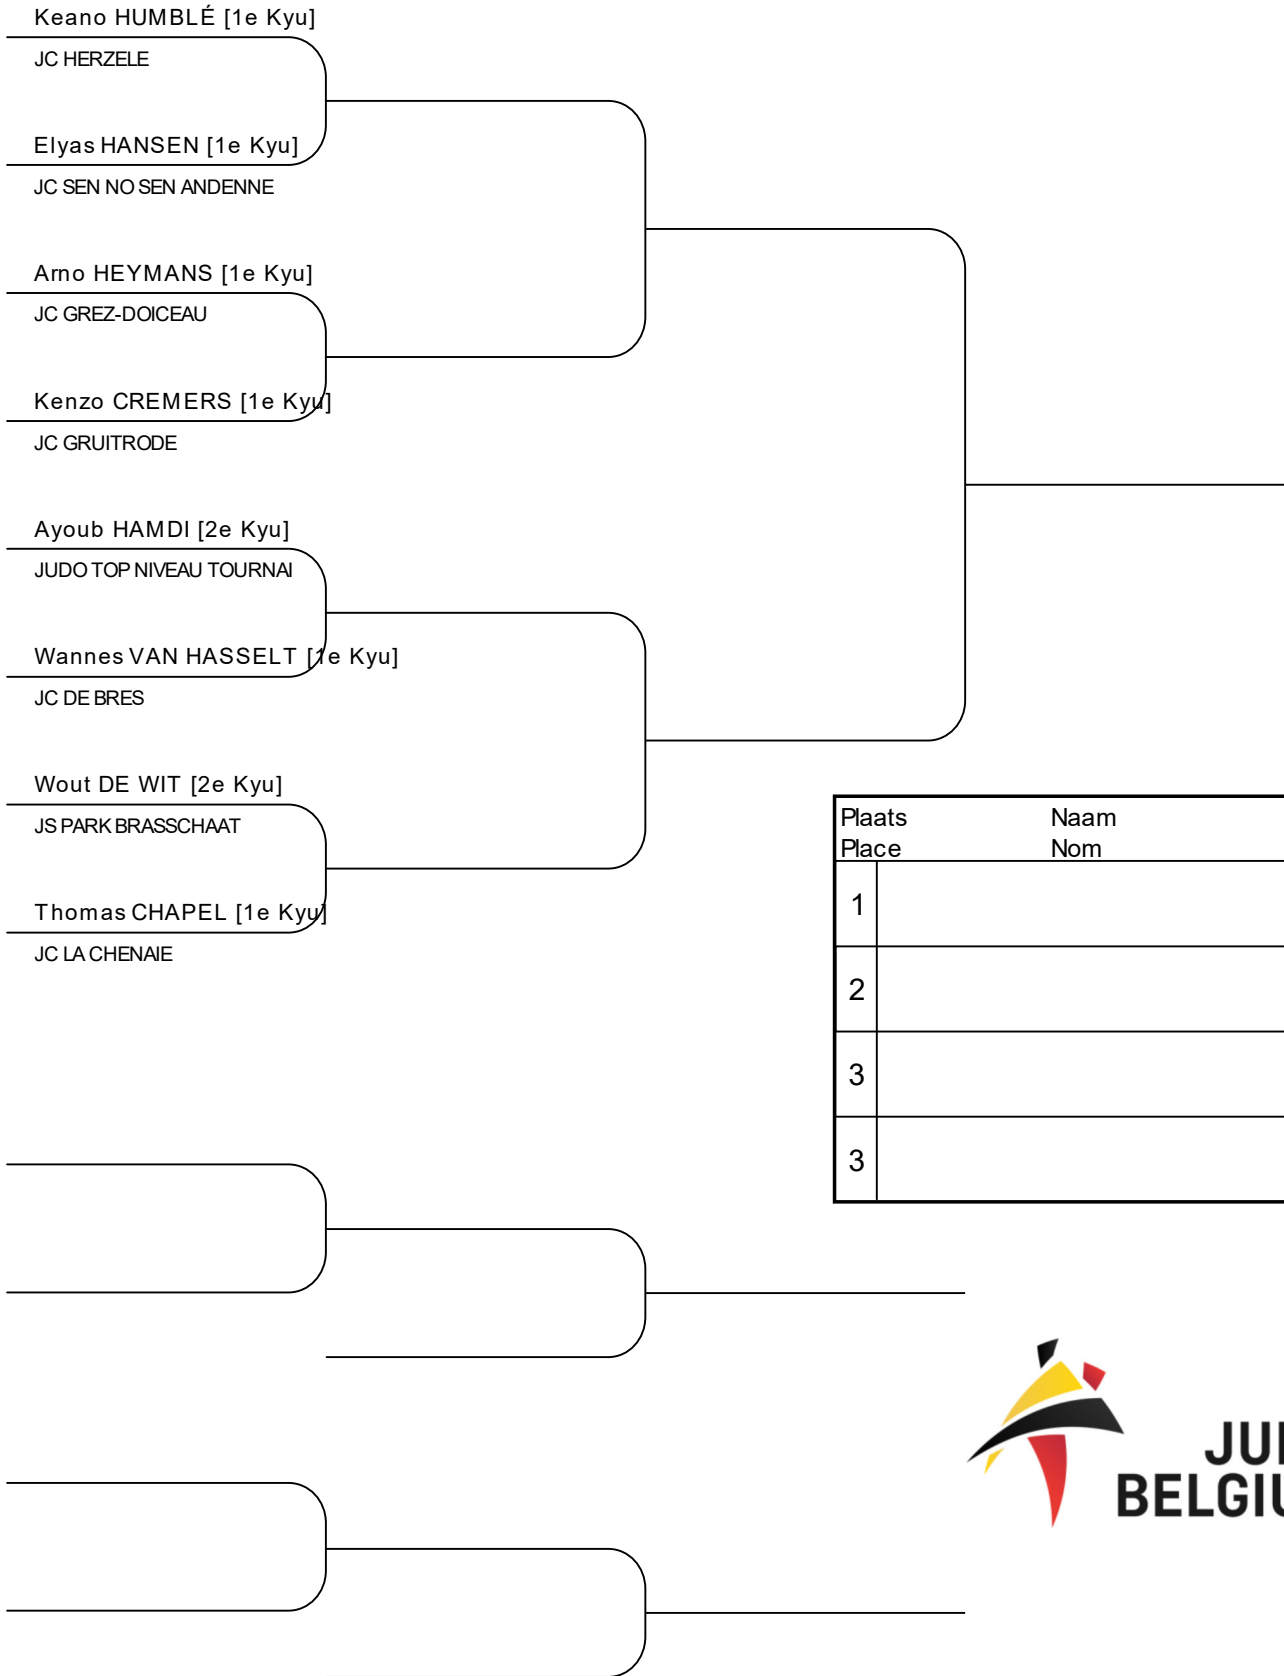 Keano HUMBLÉ [1e Kyu]
JC HERZELE
Elyas HANSEN [1e Kyu]
JC SEN NO SEN ANDENNE
Arno HEYMANS [1e Kyu]
JC GREZ-DOICEAU
Kenzo CREMERS [1e Kyu]
JC GRUITRODE
Ayoub HAMDI [2e Kyu]
JUDO TOP NIVEAU TOURNAI
Wannes VAN HASSELT [1e Kyu]
JC DE BRES
Wout DE WIT [2e Kyu]
JS PARK BRASSCHAAT
Thomas CHAPEL [1e Kyu]
JC LA CHENAIE
Plaats Naam
Place Nom
1
2
3
3
JU
BELGIU